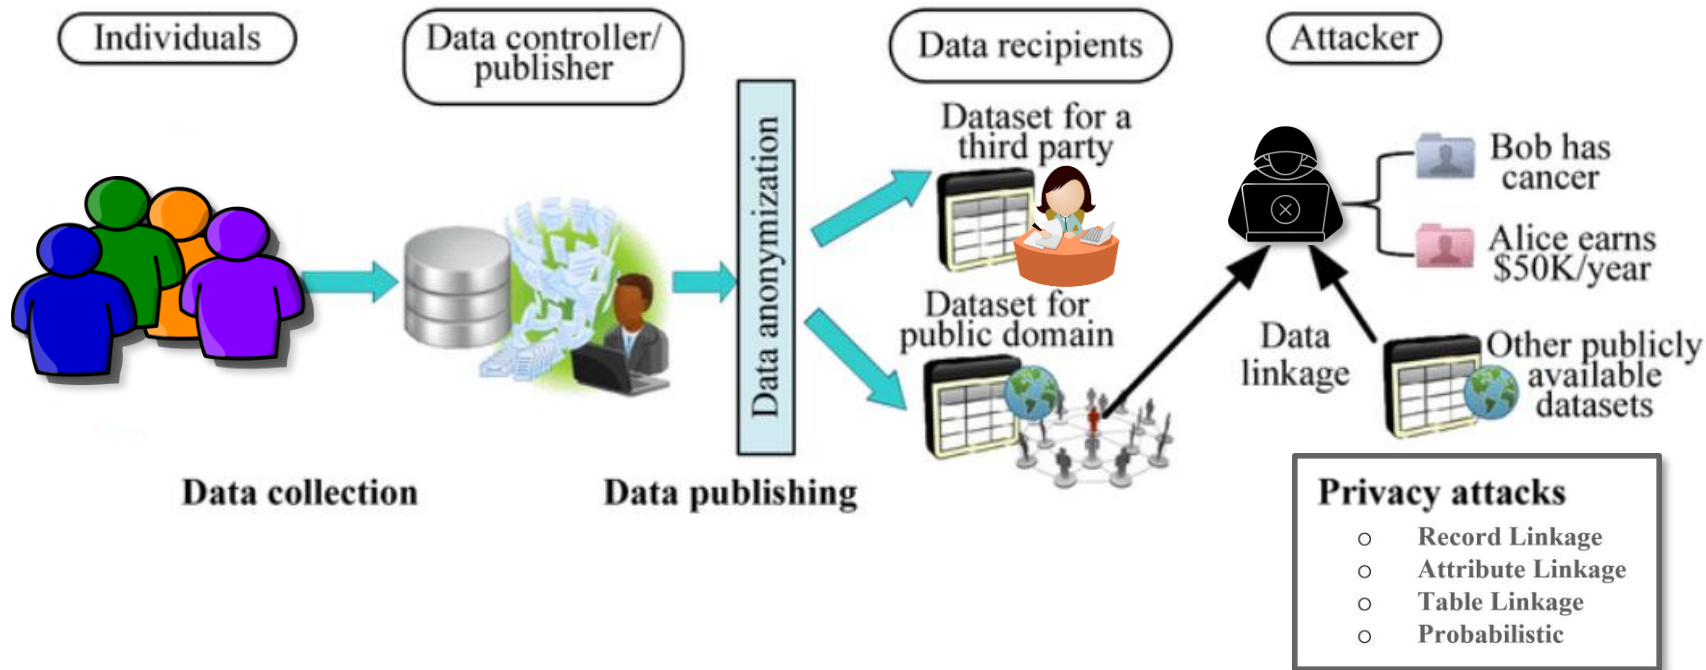 Individuals
Data controller/
publisher
Data recipients
Attacker
Data anonymization
Dataset for a
third party
Dataset for
public domain
Bob has
cancer
Alice earns
$50K/year
Data
linkage
Other publicly
available
datasets
Data collection
Data publishing
Privacy attacks
○ Record Linkage
○ Attribute Linkage
○ Table Linkage
○ Probabilistic